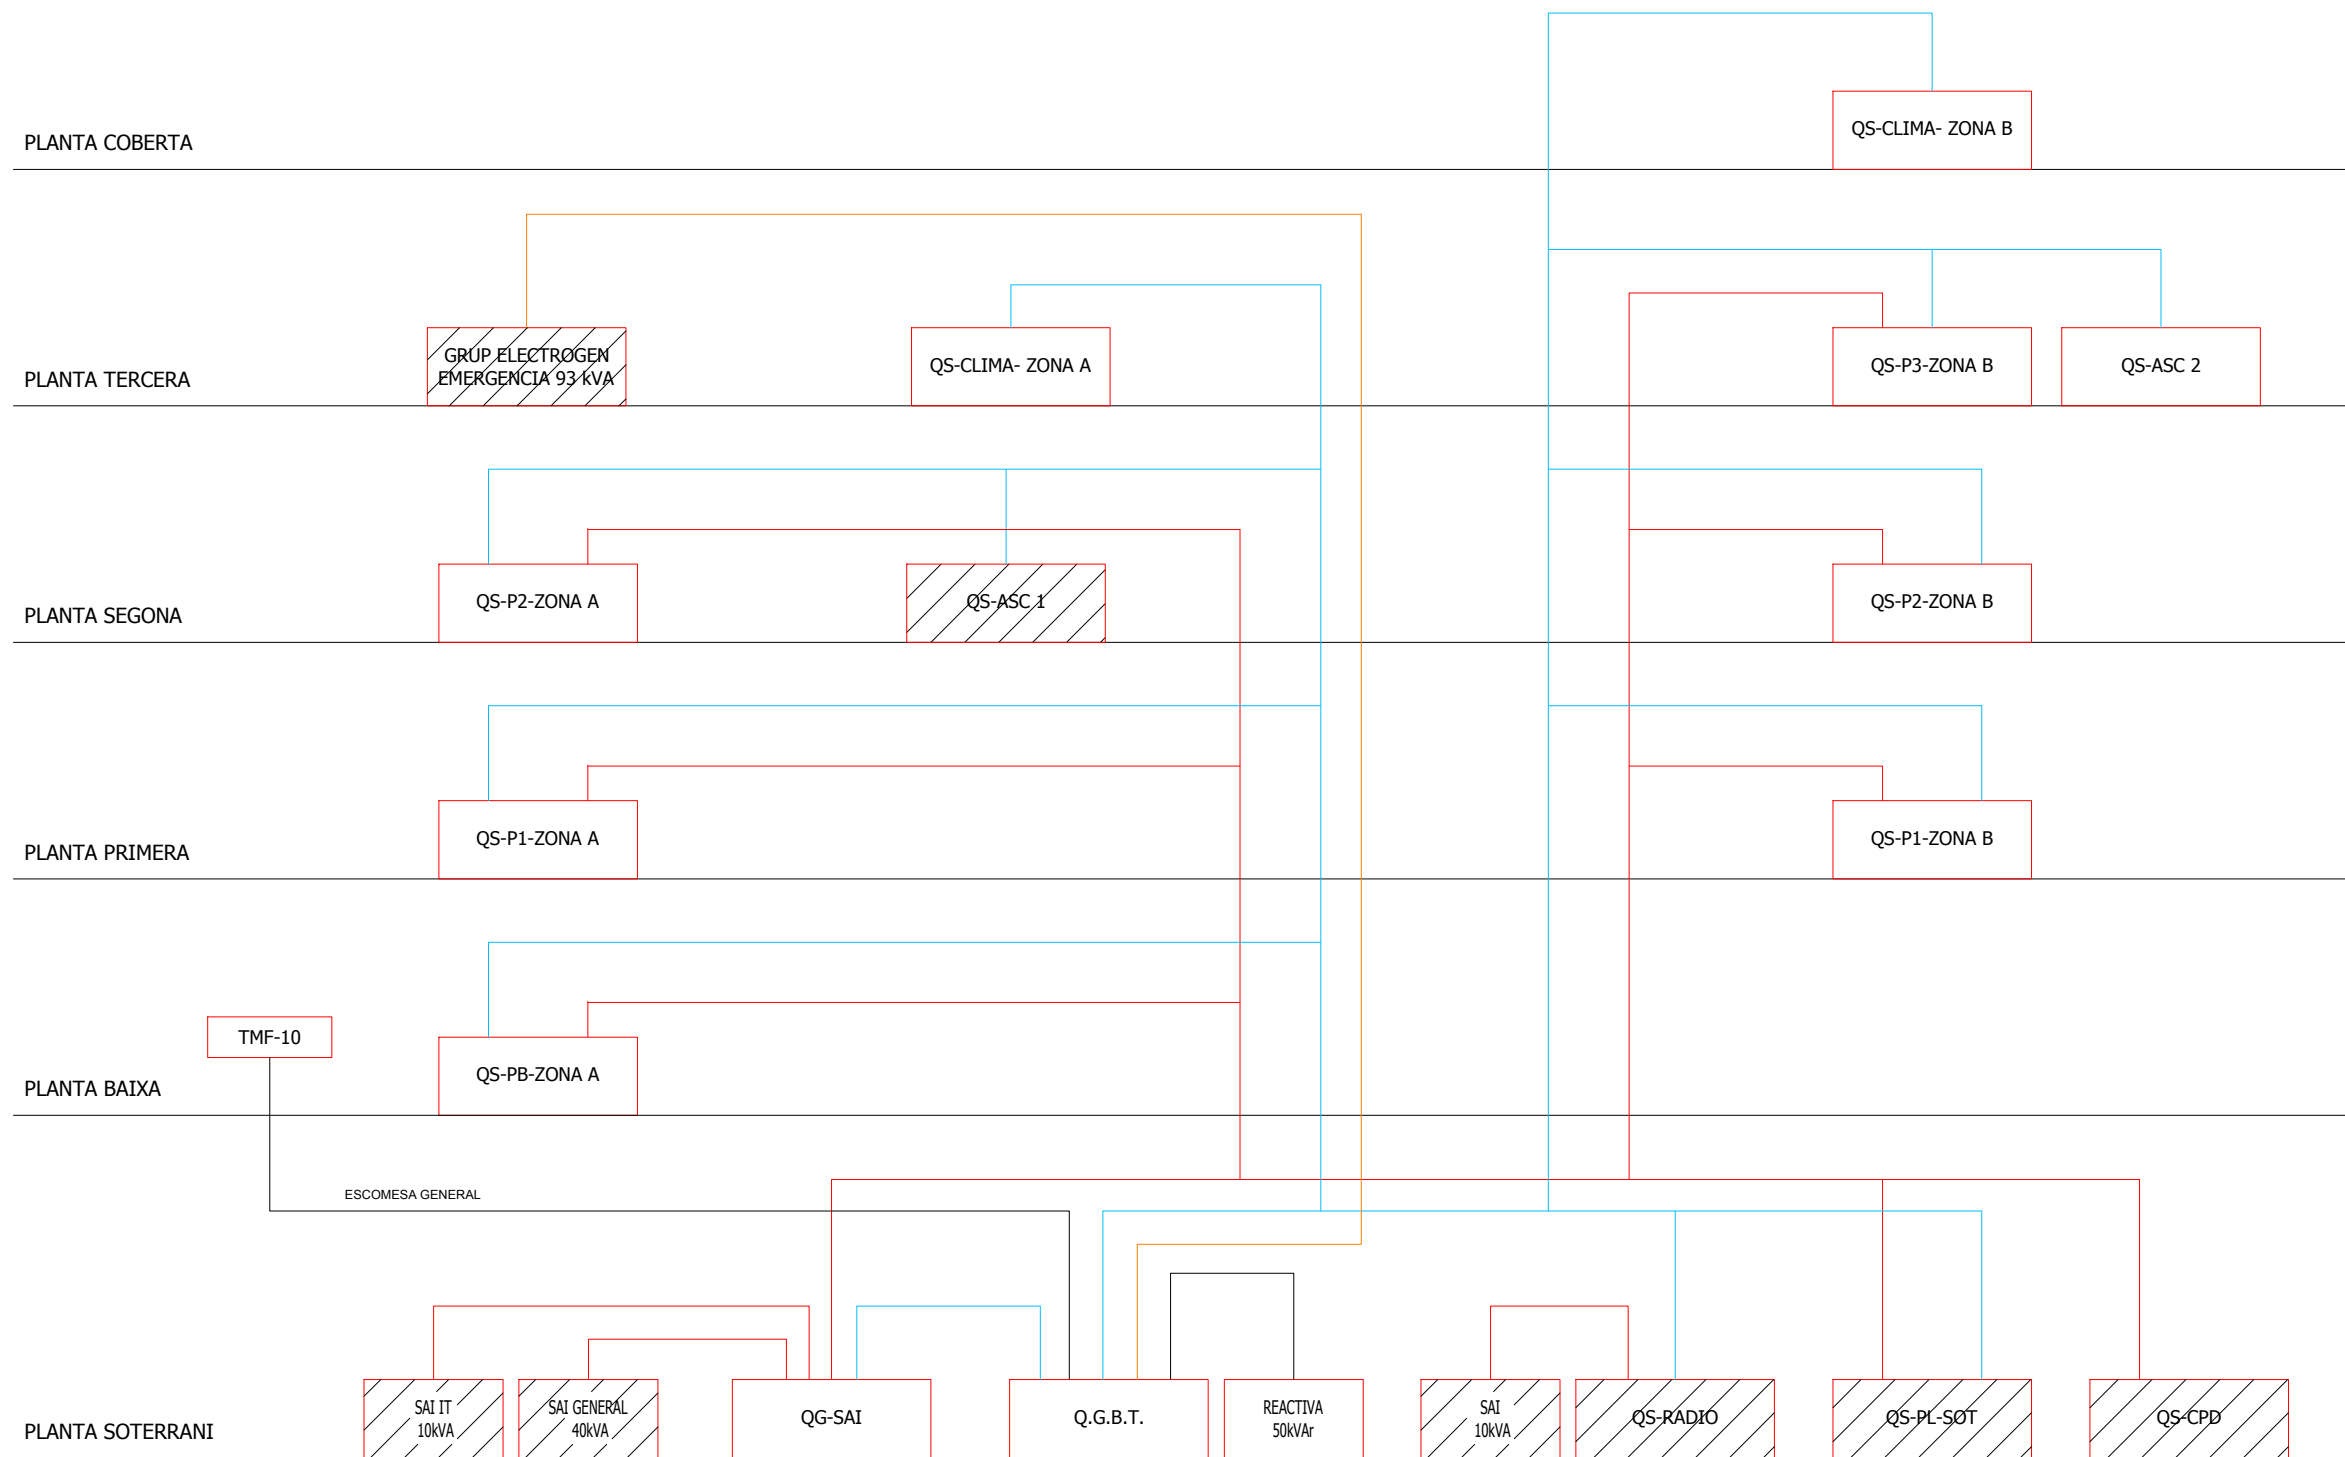 QS-CLIMA- ZONA B
PLANTA COBERTA
GRUP ELECTROGEN
EMERGENCIA 93 kVA
QS-CLIMA- ZONA A
QS-P3-ZONA B
QS-ASC 2
PLANTA TERCERA
QS-P2-ZONA A
QS-ASC 1
QS-P2-ZONA B
PLANTA SEGONA
QS-P1-ZONA A
QS-P1-ZONA B
PLANTA PRIMERA
TMF-10
QS-PB-ZONA A
PLANTA BAIXA
ESCOMESA GENERAL
SAI IT
10kVA
SAI GENERAL
40kVA
QG-SAI
Q.G.B.T.
REACTIVA
50kVAr
SAI
10kVA
QS-RADIO
QS-PL-SOT
QS-CPD
PLANTA SOTERRANI